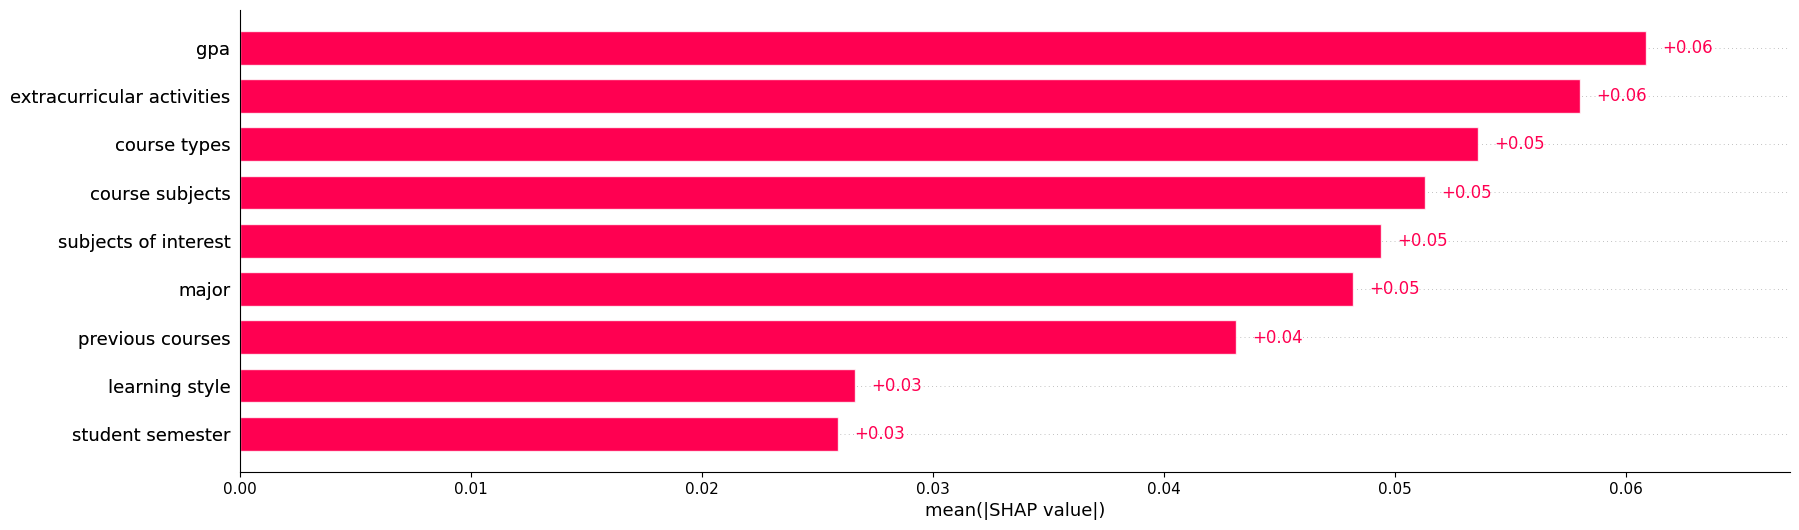 gpa +0.06
extracurricular activities +0.06
course types +0.05
course subjects +0.05
subjects of interest +0.05
major +0.05
previous courses +0.04
learning style +0.03
student semester +0.03
0.00 0.01 0.02 0.03 0.04 0.05 0.06
mean(|SHAP value|)